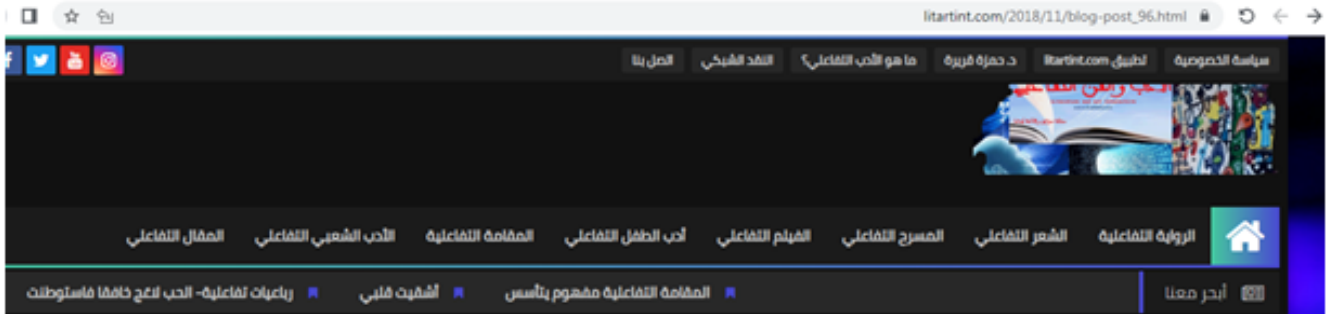 litartint.com/2018/11/blog-post_96.html
سياسة الخصوصية تطبيق litartint.com د. حمزة قريرة ما هو الأدب التفاعلي؟ النقد الشبكي اتصل بنا
الرواية التفاعلية الشعر التفاعلي المسرح التفاعلي الفيلم التفاعلي أدب الطفل التفاعلي المقامة التفاعلية الأدب الشعبي التفاعلي المقال التفاعلي
أبحر معنا المقامة التفاعلية مفهوم يتأسس أشقيت قلبي رباعيات تفاعلية- الحب لاعج خافقا فاستوطنت